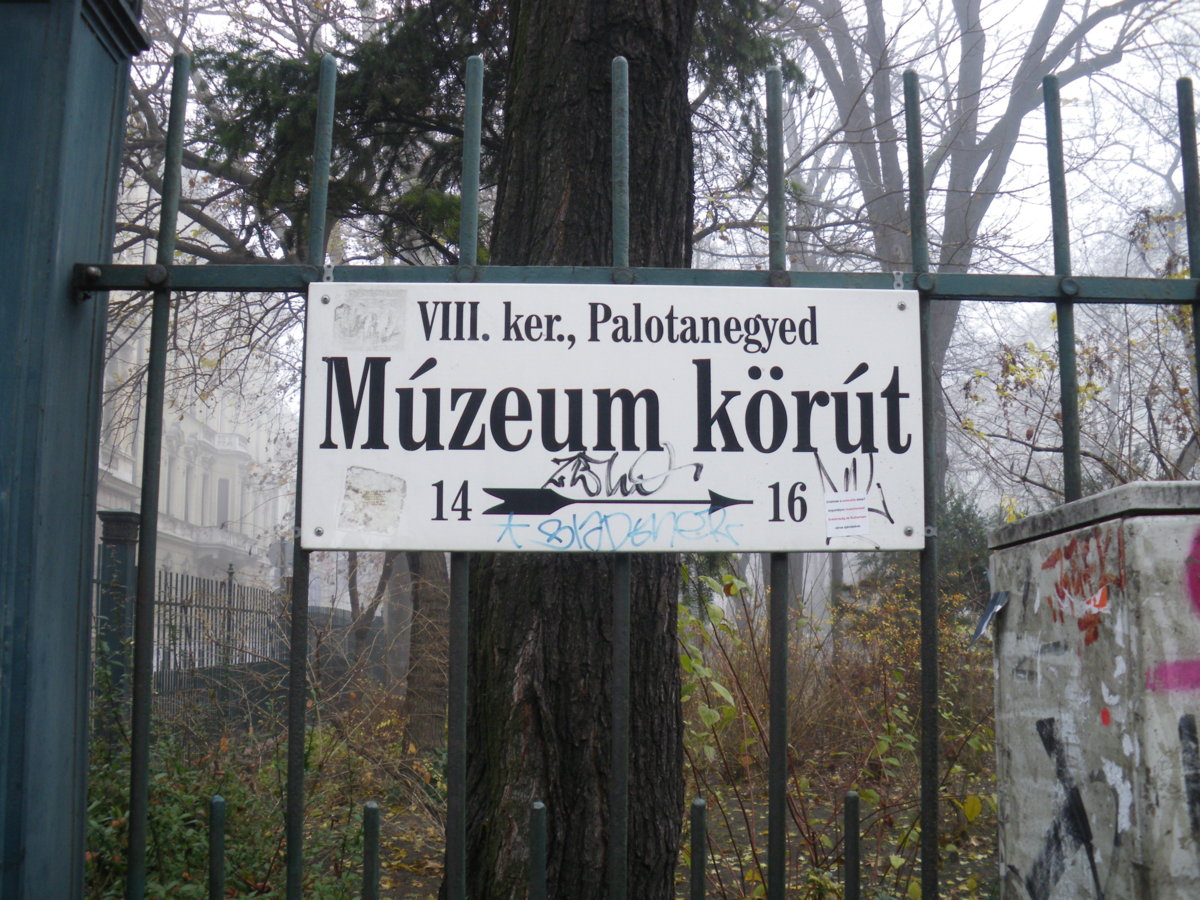 VIII. ker., Palotanegyed
Múzeum körút
14 16